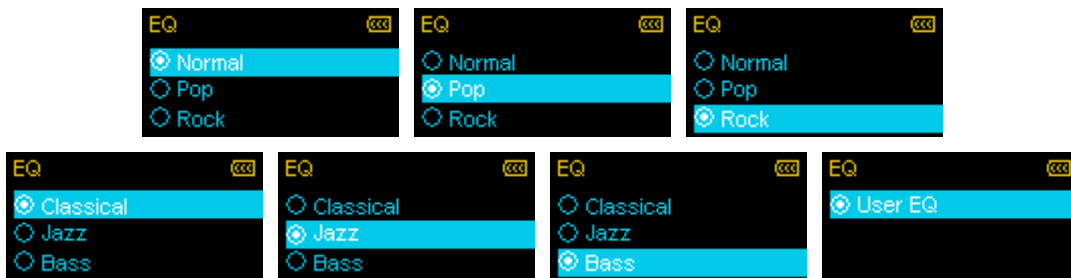 EQ
Normal
Pop
Rock
EQ
Normal
Pop
Rock
EQ
Normal
Pop
Rock
EQ
Classical
Jazz
Bass
EQ
Classical
Jazz
Bass
EQ
Classical
Jazz
Bass
EQ
User EQ